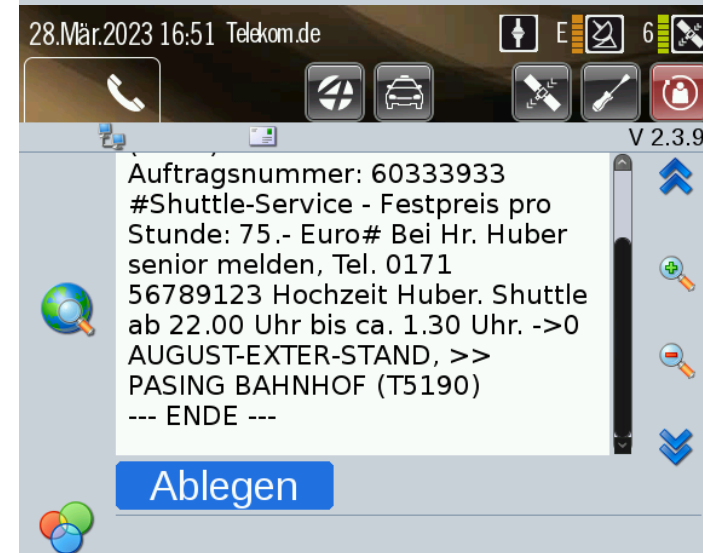 28.Mär.2023 16:51 Telekom.de
E
6
V 2.3.9
Auftragsnummer: 60333933
#Shuttle-Service - Festpreis pro
Stunde: 75.- Euro# Bei Hr. Huber
senior melden, Tel. 0171
56789123 Hochzeit Huber. Shuttle
ab 22.00 Uhr bis ca. 1.30 Uhr. ->0
AUGUST-EXTER-STAND, >>
PASING BAHNHOF (T5190)
--- ENDE ---
Ablegen